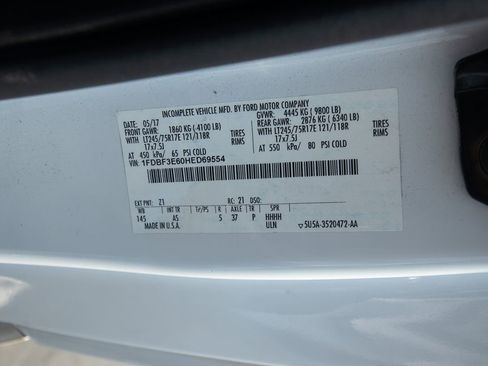 INCOMPLETE VEHICLE MFG. BY FORD MOTOR COMPANY
DATE: 05/17 GVWR: 4445 KG ( 9800 LB)
FRONT GAWR: 1860 KG ( 4100 LB) REAR GAWR: 2876 KG ( 6340 LB)
WITH LT245/75R17E 121/118R TIRES WITH LT245/75R17E 121/118R TIRES
17x7.5J RIMS 17x7.5J RIMS
AT 450 kPa/ 65 PSI COLD AT 550 kPa/ 80 PSI COLD
VIN: 1FDBF3E60HED69554
EXT PNT: Z1 RC: 21 DSO:
WB INT TR TP/PS R AXLE TR SPR
145 AS 5 37 P HHHH
MADE IN U.S.A. ULN ▽5U5A-3520472-AA